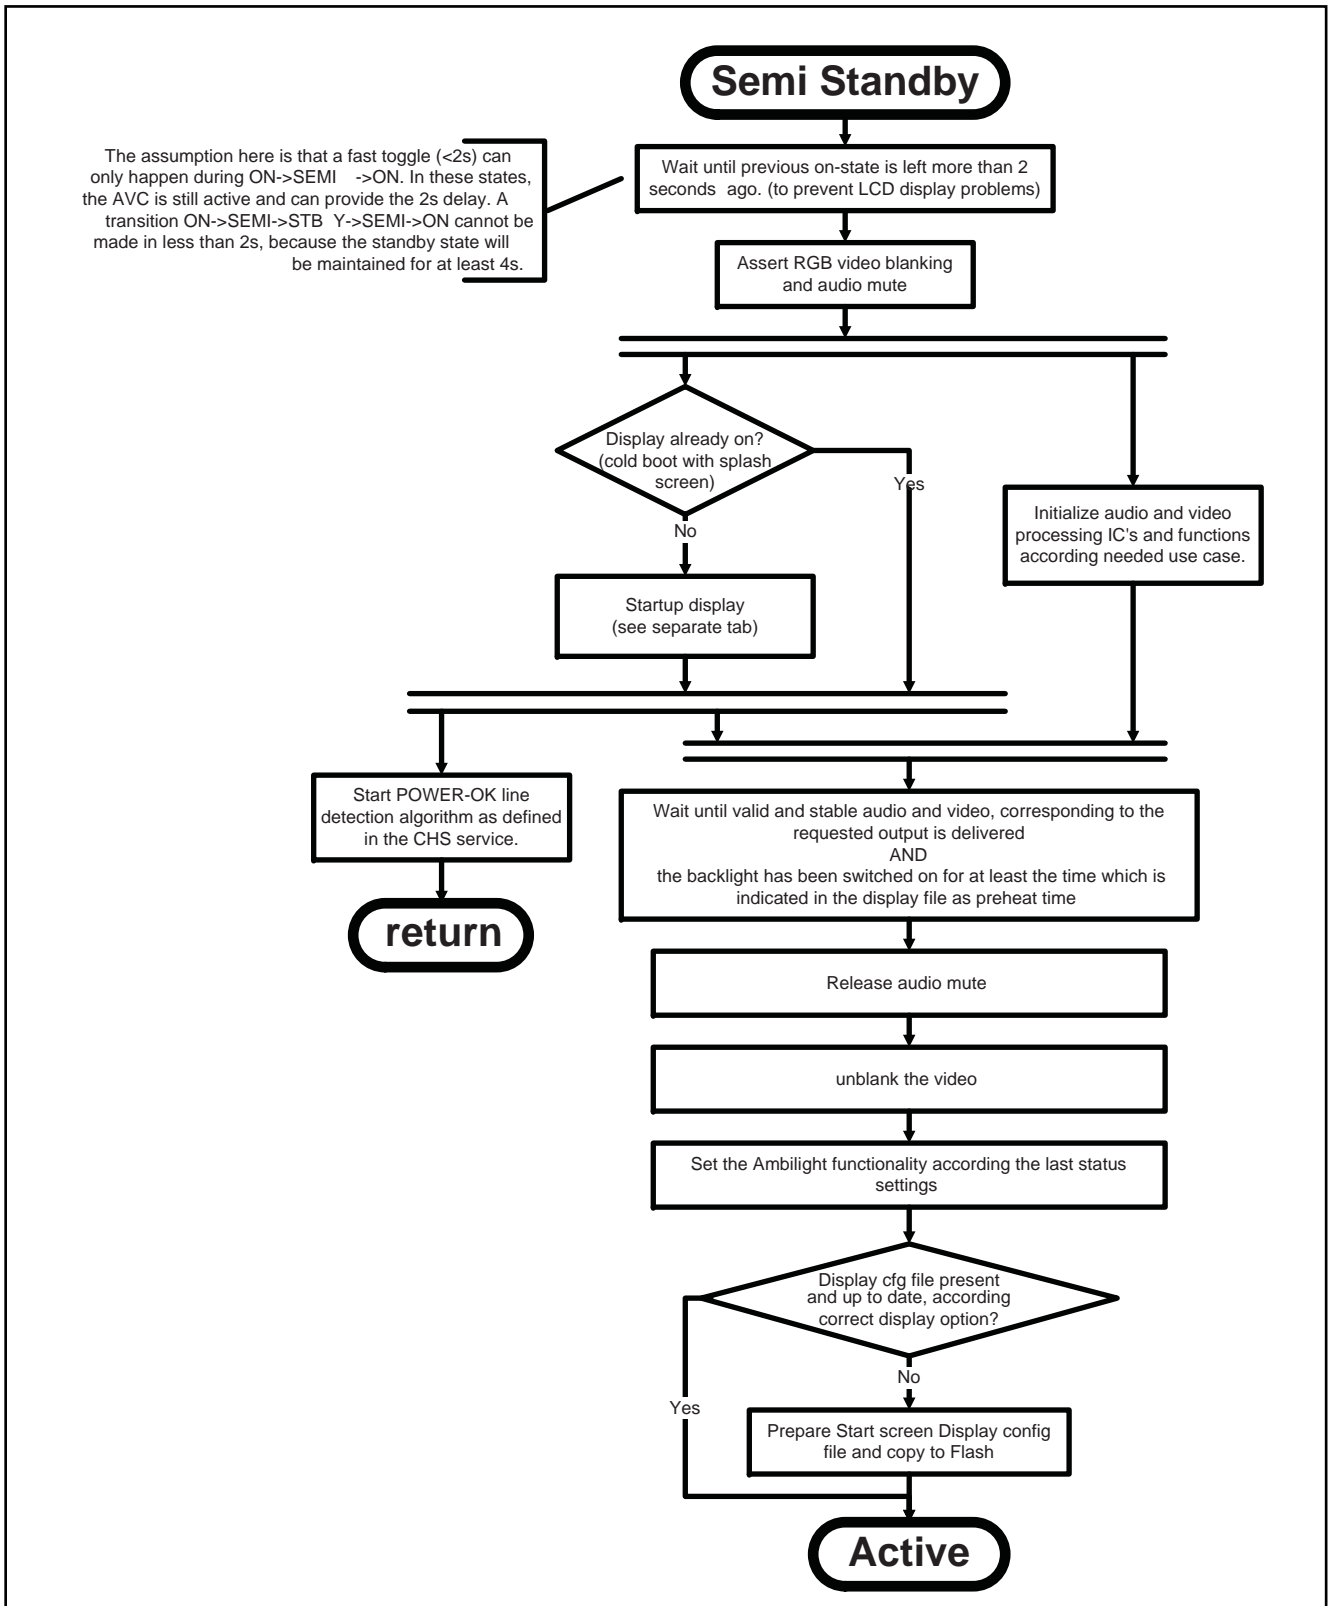 Semi Standby
The assumption here is that a fast toggle (<2s) can
only happen during ON->SEMI ->ON. In these states,
the AVC is still active and can provide the 2s delay. A
transition ON->SEMI->STB Y->SEMI->ON cannot be
made in less than 2s, because the standby state will
be maintained for at least 4s.
Wait until previous on-state is left more than 2
seconds ago. (to prevent LCD display problems)
Assert RGB video blanking
and audio mute
Display already on?
(cold boot with splash
screen)
Yes
No
Initialize audio and video
processing IC's and functions
according needed use case.
Startup display
(see separate tab)
Start POWER-OK line
detection algorithm as defined
in the CHS service.
return
Wait until valid and stable audio and video, corresponding to the
requested output is delivered
AND
the backlight has been switched on for at least the time which is
indicated in the display file as preheat time
Release audio mute
unblank the video
Set the Ambilight functionality according the last status
settings
Display cfg file present
and up to date, according
correct display option?
No
Yes
Prepare Start screen Display config
file and copy to Flash
Active